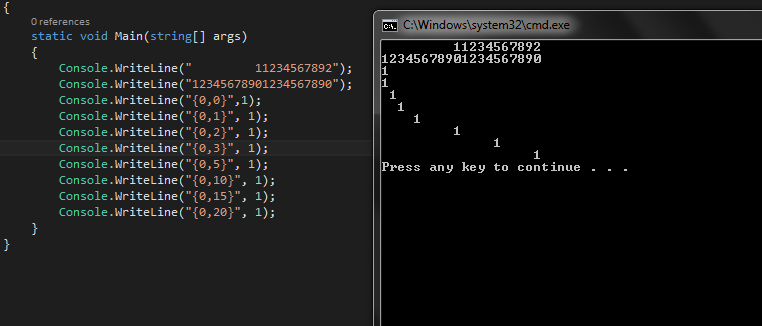 {
0 references
static void Main(string[] args)
{
Console.WriteLine("         11234567892");
Console.WriteLine("12345678901234567890");
Console.WriteLine("{0,0}",1);
Console.WriteLine("{0,1}", 1);
Console.WriteLine("{0,2}", 1);
Console.WriteLine("{0,3}", 1);
Console.WriteLine("{0,5}", 1);
Console.WriteLine("{0,10}", 1);
Console.WriteLine("{0,15}", 1);
Console.WriteLine("{0,20}", 1);
}
}
C:\Windows\system32\cmd.exe
         11234567892
12345678901234567890
1
1
 1
  1
    1
         1
              1
                   1
Press any key to continue . . .